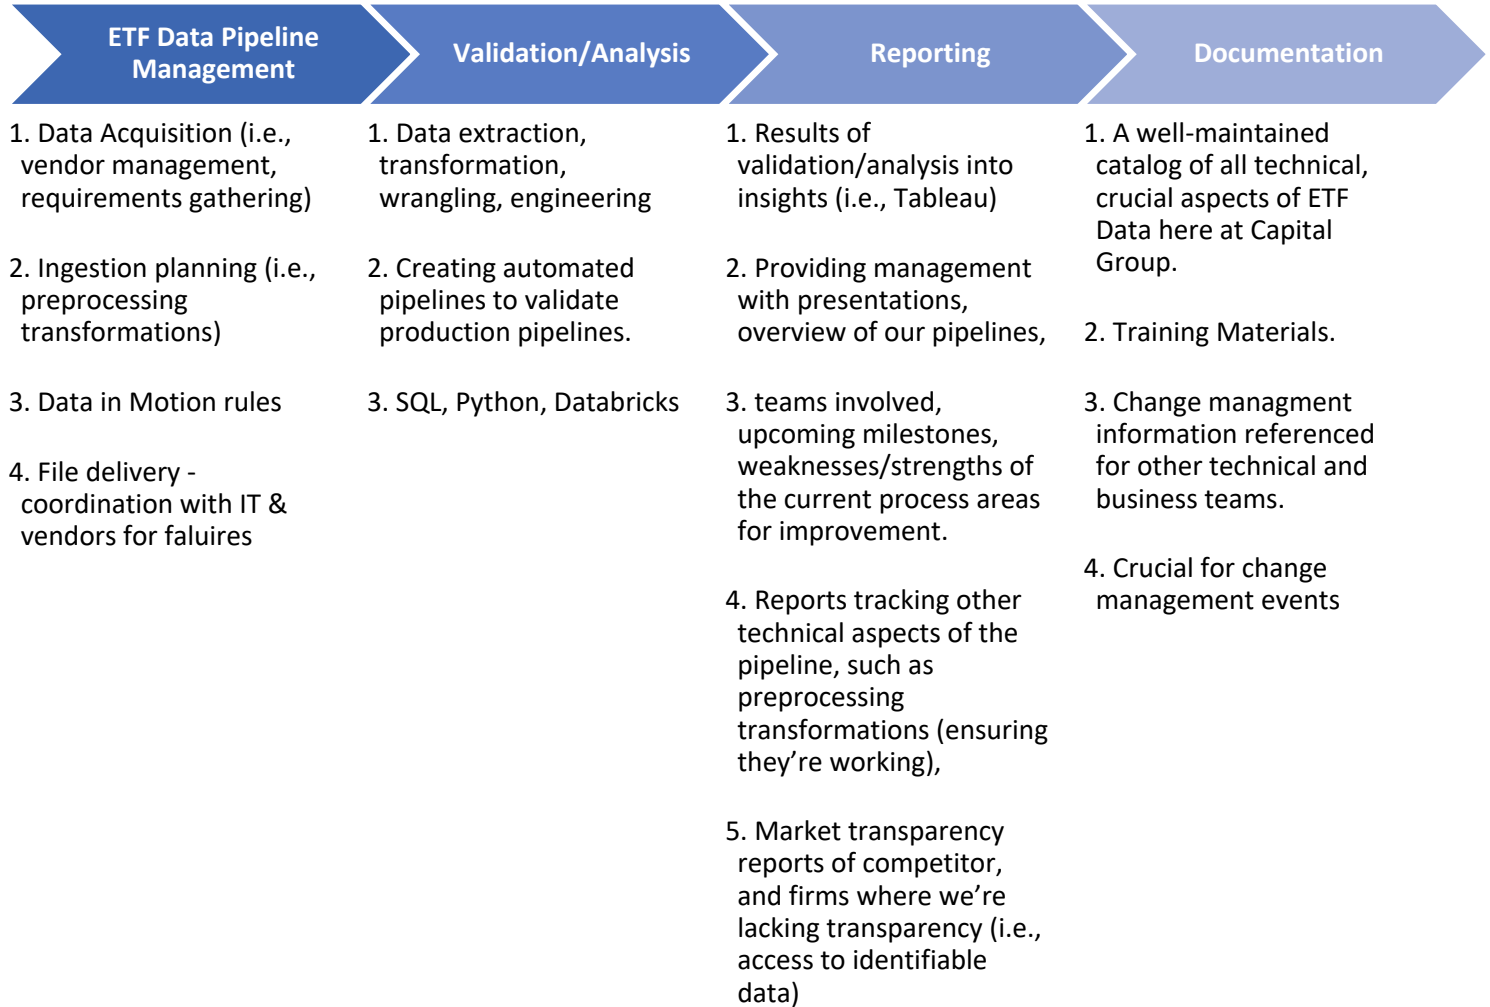 ETF Data Pipeline
Management
Validation/Analysis
Reporting
Documentation
1. Data Acquisition (i.e.,
vendor management,
requirements gathering)
2. Ingestion planning (i.e.,
preprocessing
transformations)
3. Data in Motion rules
4. File delivery -
coordination with IT &
vendors for faluires
1. Data extraction,
transformation,
wrangling, engineering
2. Creating automated
pipelines to validate
production pipelines.
3. SQL, Python, Databricks
1. Results of
validation/analysis into
insights (i.e., Tableau)
2. Providing management
with presentations,
overview of our pipelines,
3. teams involved,
upcoming milestones,
weaknesses/strengths of
the current process areas
for improvement.
4. Reports tracking other
technical aspects of the
pipeline, such as
preprocessing
transformations (ensuring
they’re working),
5. Market transparency
reports of competitor,
and firms where we’re
lacking transparency (i.e.,
access to identifiable
data)
1. A well-maintained
catalog of all technical,
crucial aspects of ETF
Data here at Capital
Group.
2. Training Materials.
3. Change managment
information referenced
for other technical and
business teams.
4. Crucial for change
management events